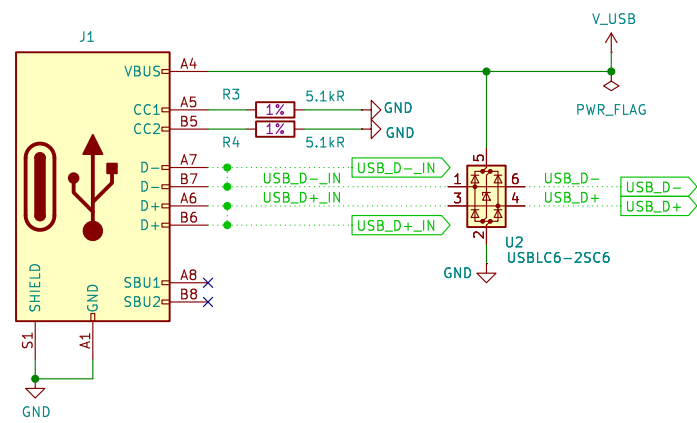 V_USB
J1
VBUS A4
PWR_FLAG
R3 5.1kR
CC1 A5 1% GND
CC2 B5 1% GND
R4 5.1kR
D- A7 USB_D-_IN
D- B7 USB_D-_IN 1 5 6 USB_D- USB_D-
D+ A6 USB_D+_IN 3 2 4 USB_D+ USB_D+
D+ B6 USB_D+_IN
U2
USBLC6-2SC6
GND
SBU1 A8
SBU2 B8
SHIELD
GND
S1
A1
GND